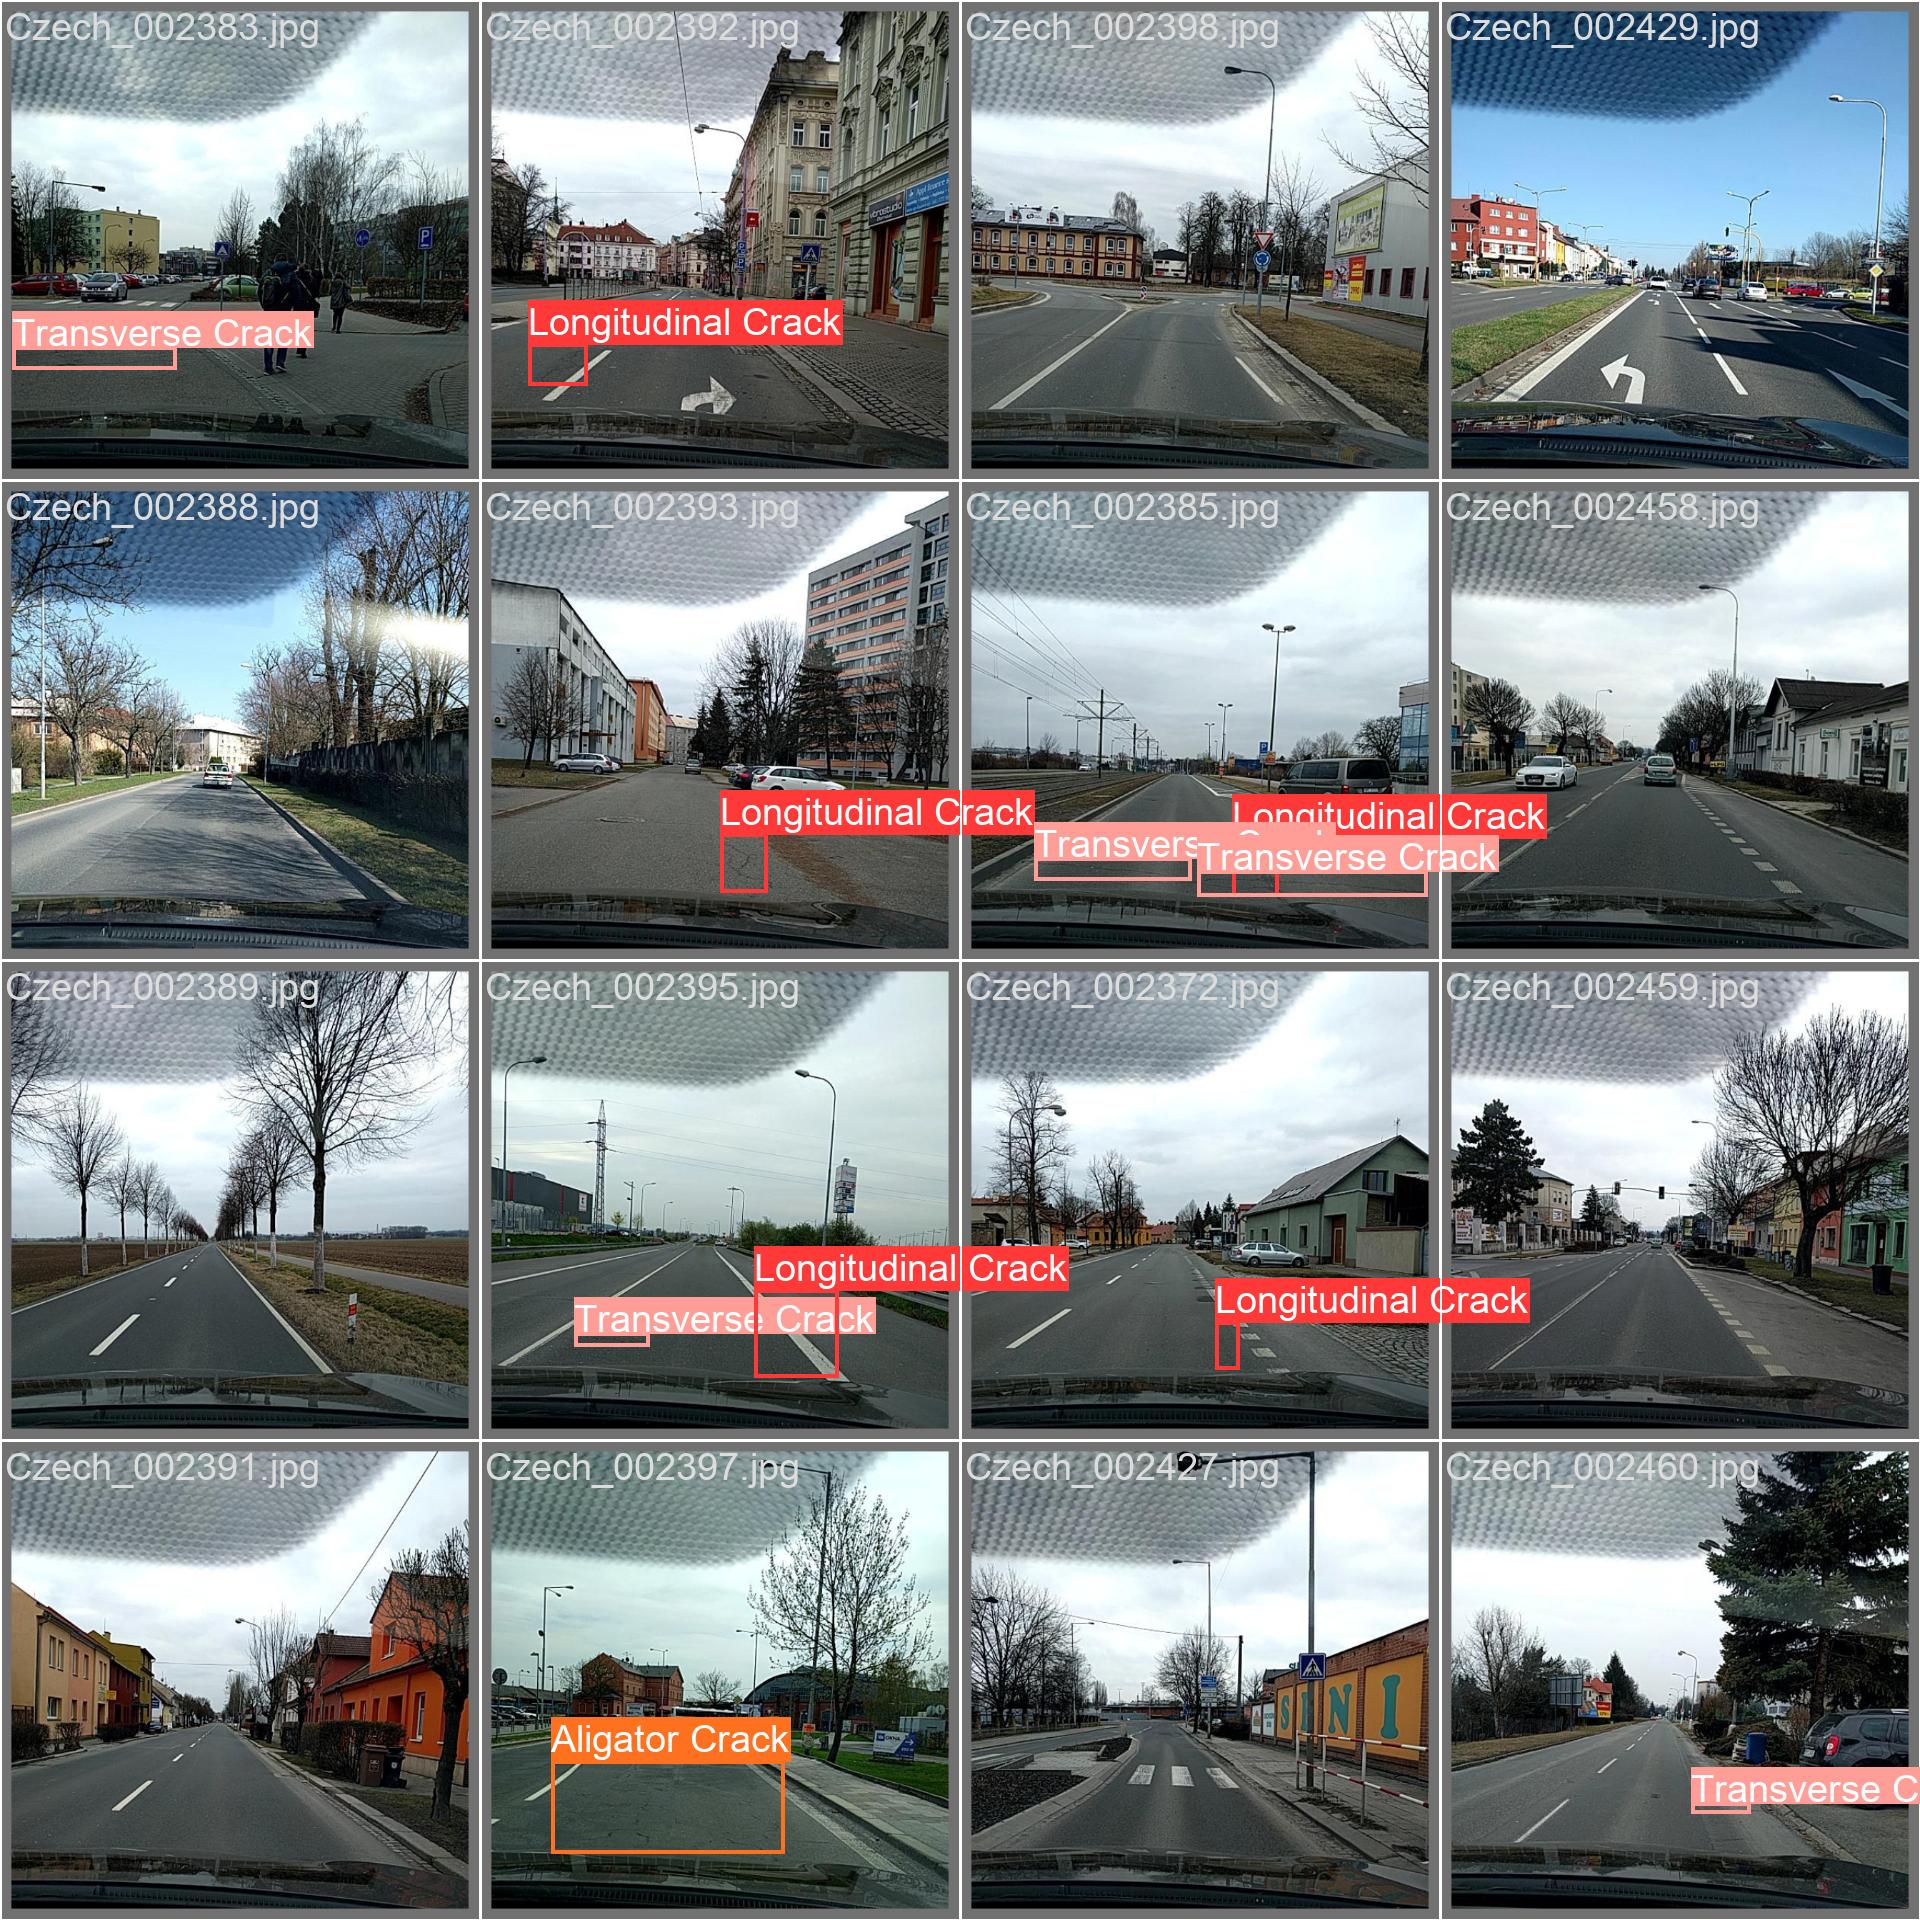 Czech_002383.jpg
Czech_002392.jpg
Czech_002398.jpg
Czech_002429.jpg
P
Transverse Crack
Longitudinal Crack
Czech_002388.jpg
Czech_002393.jpg
Czech_002385.jpg
Czech_002458.jpg
Longitudinal Crack
Longitudinal Crack
Transvers
Transverse Crack
Czech_002389.jpg
Czech_002395.jpg
Czech_002372.jpg
Czech_002459.jpg
Longitudinal Crack
Transverse Crack
Longitudinal Crack
Czech_002391.jpg
Czech_002397.jpg
Czech_002427.jpg
Czech_002460.jpg
S NI
Aligator Crack
Transverse C